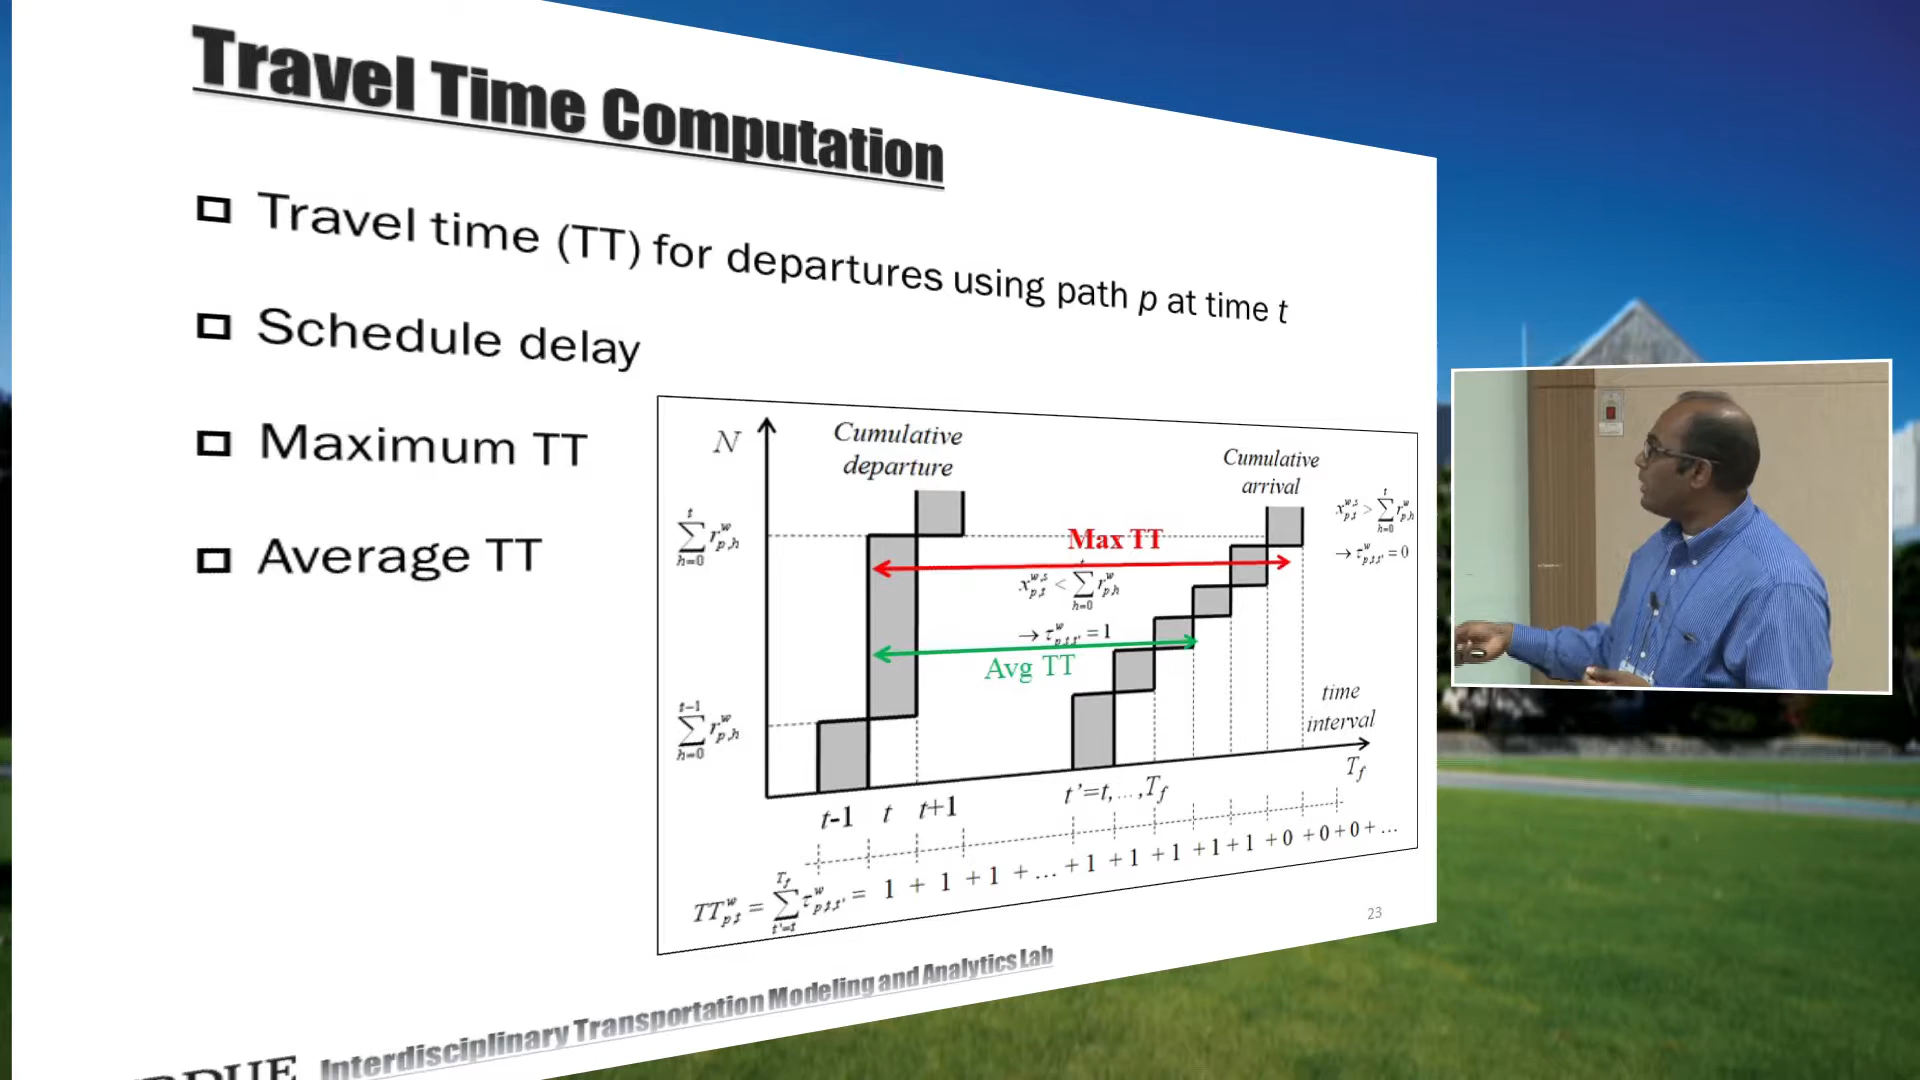 Travel Time Computation
Travel time (TT) for departures using path p at time t
Schedule delay
Maximum TT
Average TT
N
Cumulative
departure
Cumulative
arrival
Max TT
Avg TT
time
interval
T_f
t-1 t t+1
t'=t,...,T_f
1 + 1 + 1 + ... + 1 + 1 + 1 + 1 + 1 + 0 + 0 + 0 + ...
23
Interdisciplinary Transportation Modeling and Analytics Lab